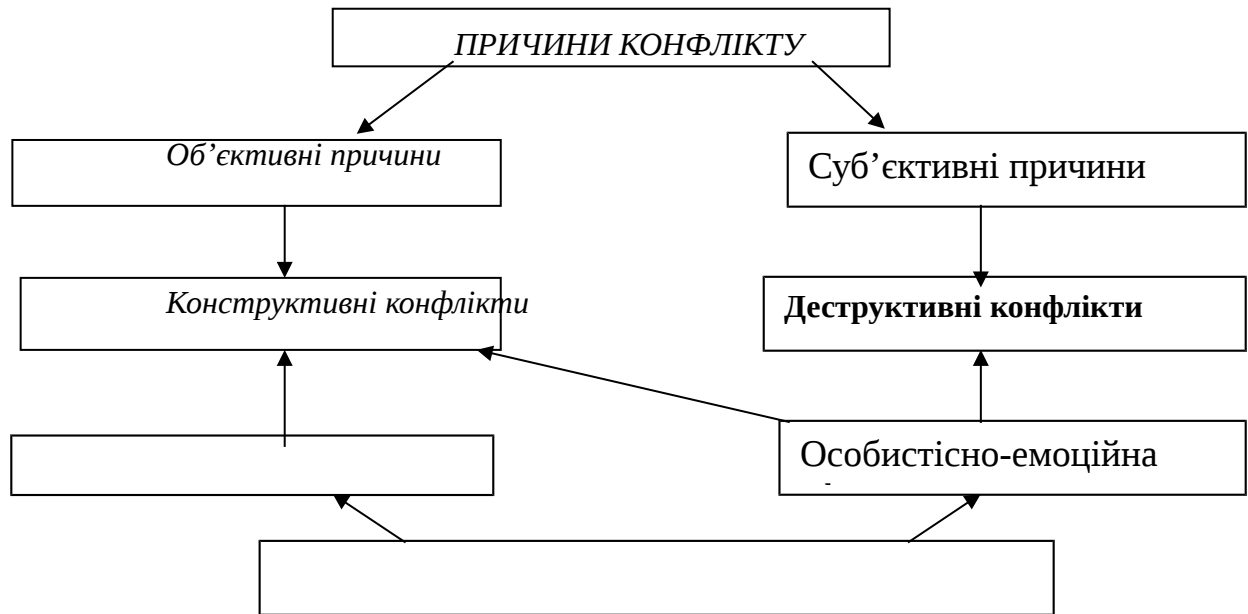 ПРИЧИНИ КОНФЛІКТУ
Об’єктивні причини
Суб’єктивні причини
Конструктивні конфлікти
Деструктивні конфлікти
Особистісно-емоційна